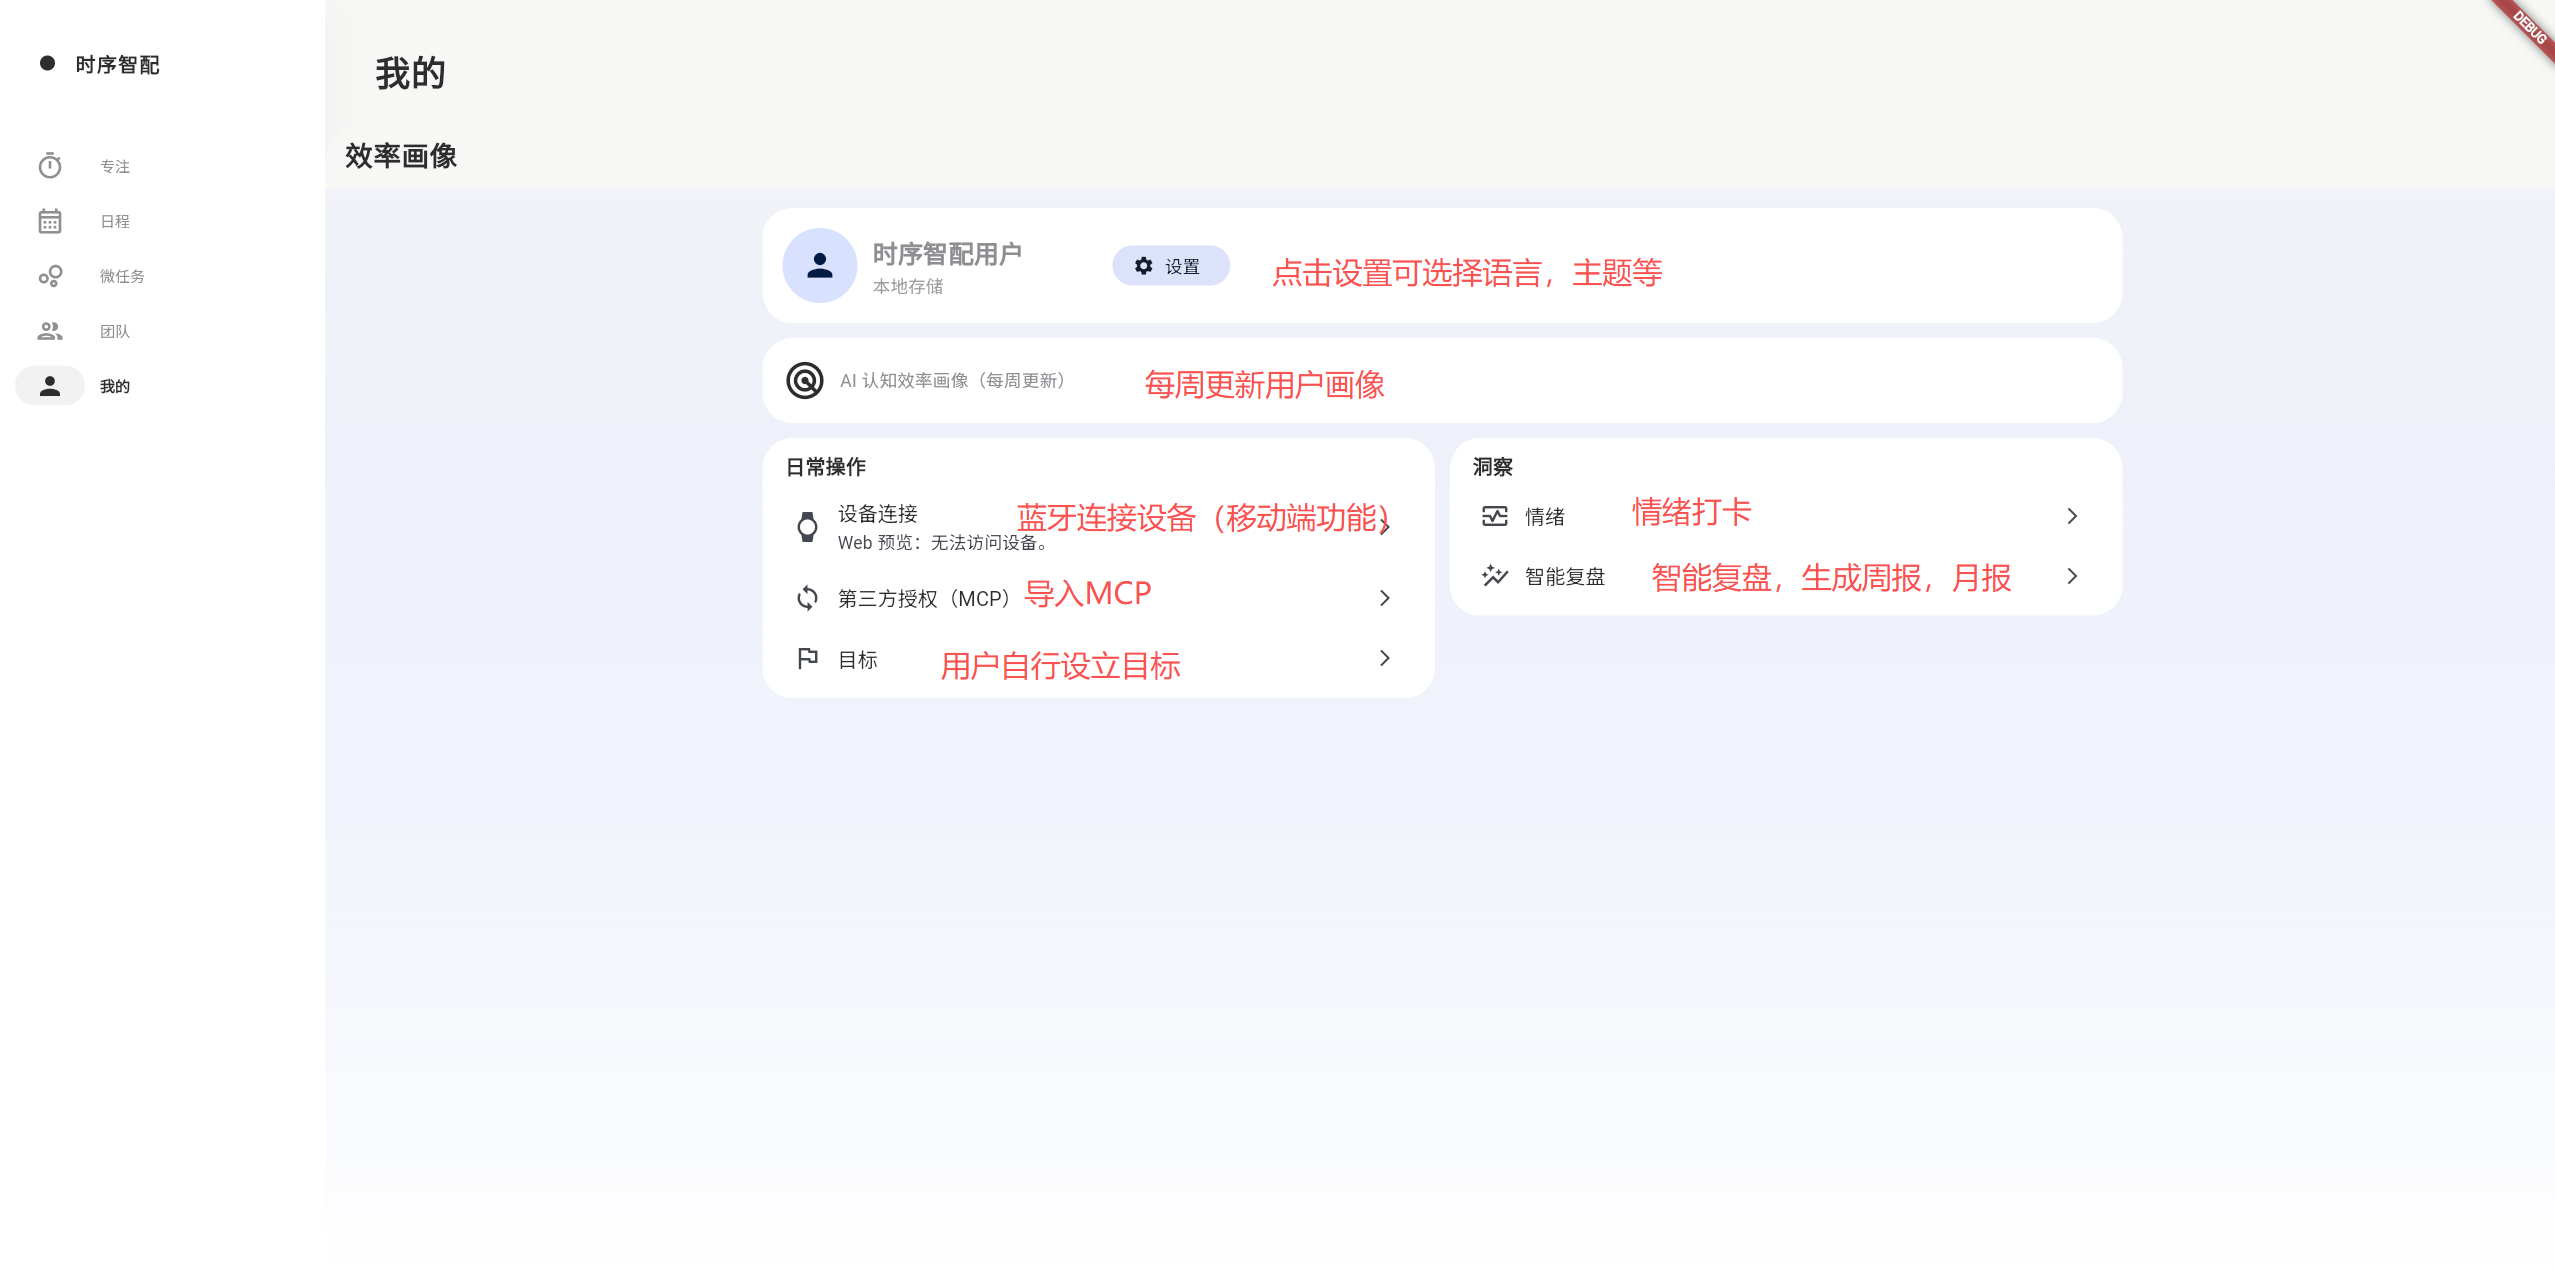 时序智配
专注
日程
微任务
团队
我的
我的
效率画像
时序智配用户
本地存储
设置
点击设置可选择语言，主题等
AI 认知效率画像（每周更新）
每周更新用户画像
日常操作
设备连接
Web 预览：无法访问设备。
蓝牙连接设备（移动端功能）
第三方授权（MCP）
导入MCP
目标
用户自行设立目标
洞察
情绪
情绪打卡
智能复盘
智能复盘，生成周报，月报
DEBUG